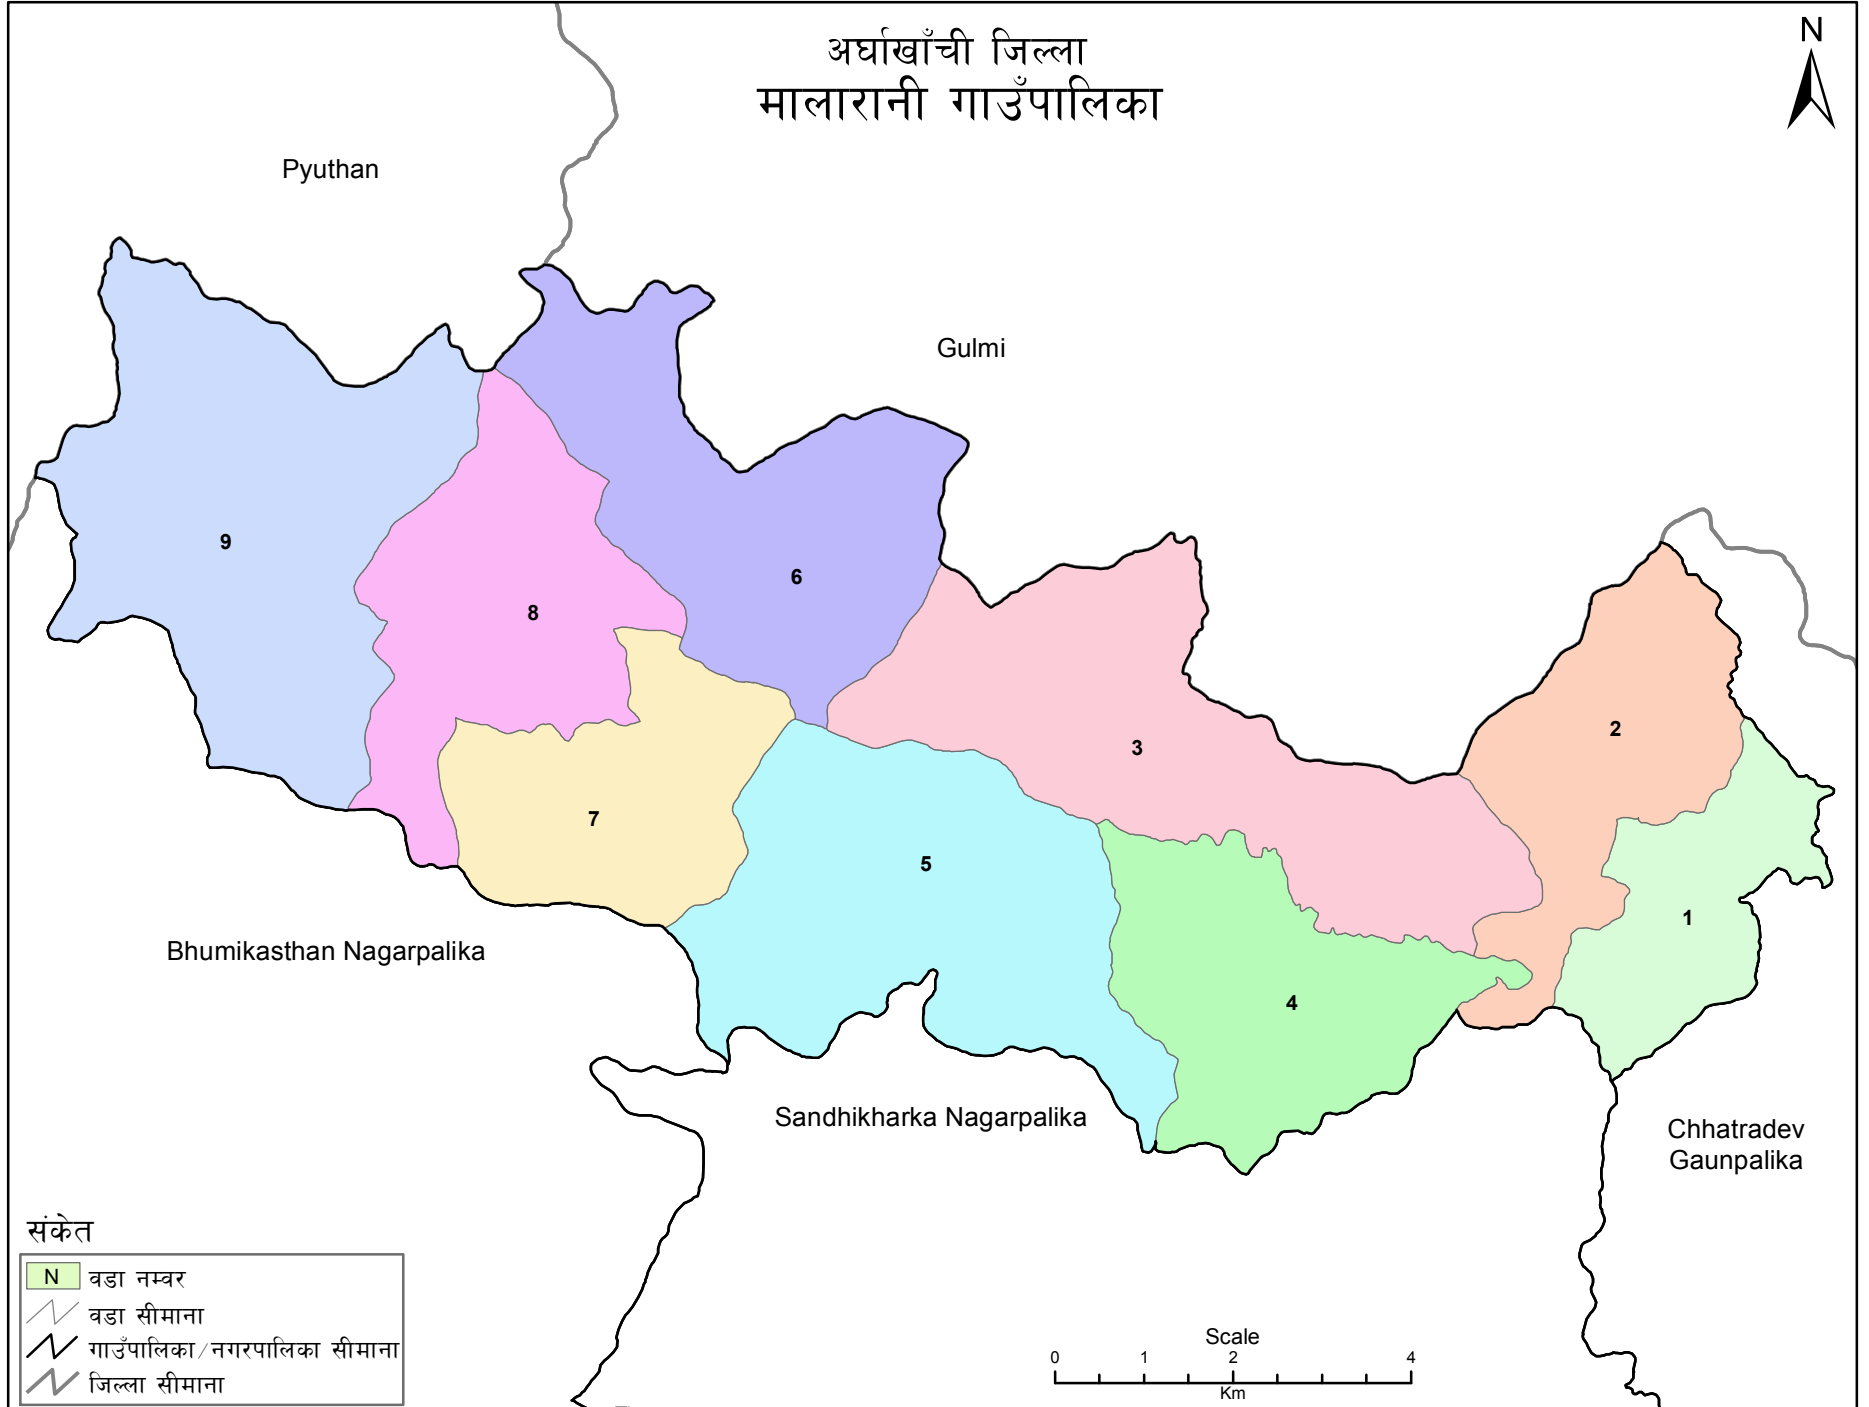 अर्घाखाँची जिल्ला
मालारानी गाउँपालिका
N
Pyuthan
Gulmi
9
6
8
2
3
7
5
1
Bhumikasthan Nagarpalika
4
Sandhikharka Nagarpalika
Chhatradev
Gaunpalika
संकेत
N वडा नम्वर
वडा सीमाना
गाउँपालिका/नगरपालिका सीमाना
जिल्ला सीमाना
Scale
0 1 2 4
Km